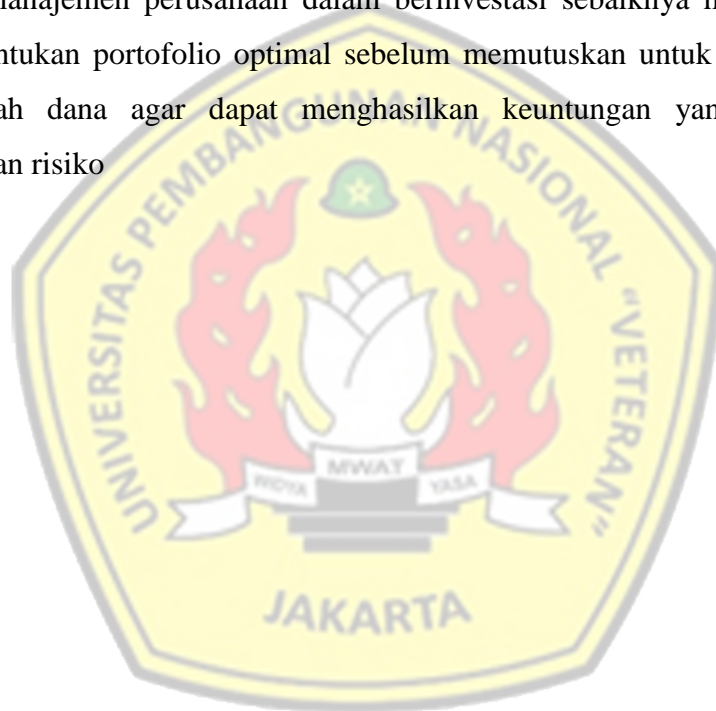 manajemen perusahaan dalam berinvestasi sebaiknya
ntukan portofolio optimal sebelum memutuskan untuk
ah dana agar dapat menghasilkan keuntungan yan
an risiko
UNIVERSITAS PEMBANGUNAN NASIONAL "VETERAN"
WIDYA MWAT YASA
JAKARTA